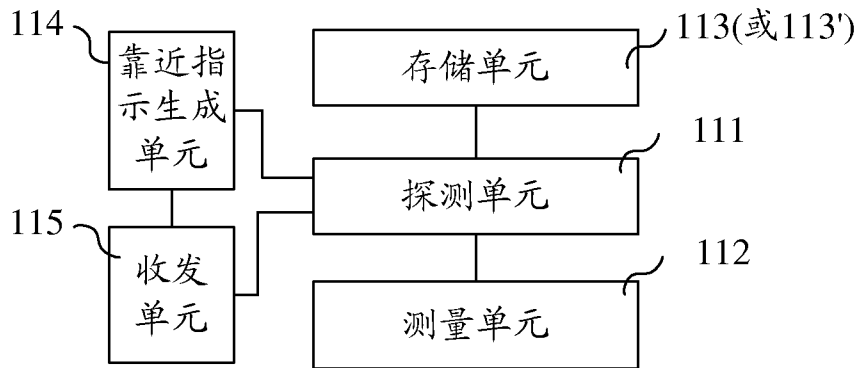 114
靠近指
示生成
单元
存储单元
113(或113')
探测单元
111
115
收发
单元
测量单元
112